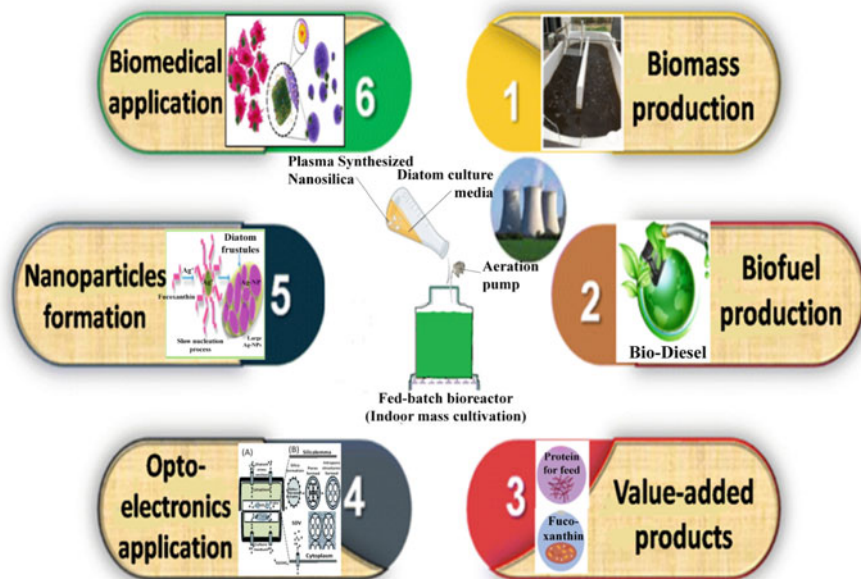 Biomedical
application
6
1
Biomass
production
Plasma Synthesized
Nanosilica
Diatom culture
media
Aeration
pump
Fed-batch bioreactor
(Indoor mass cultivation)
2
Biofuel
production
Bio-Diesel
Nanoparticles
formation
5
Diatom
frustules
Ag+
Ag-NP
Fucoxanthin
Slow nucleation
process
Large
Ag-NPs
Opto-
electronics
application
4
(A)
(B)
Silicalemma
SDV
Cytoplasm
3
Protein
for feed
Fuco-
xanthin
Value-added
products